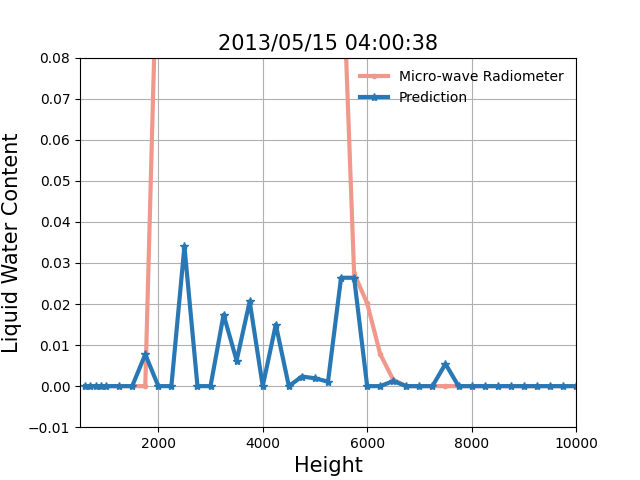 2013/05/15 04:00:38
Micro-wave Radiometer
Prediction
Liquid Water Content
0.08
0.07
0.06
0.05
0.04
0.03
0.02
0.01
0.00
−0.01
2000 4000 6000 8000 10000
Height